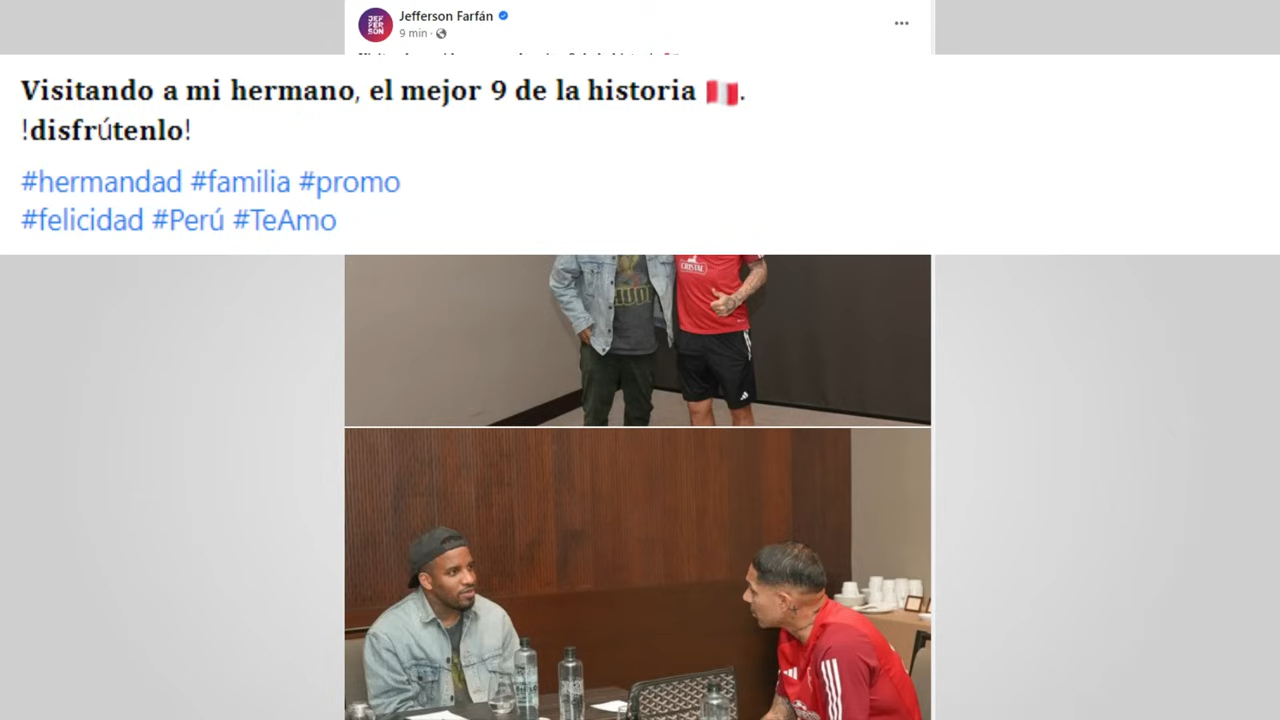 Jefferson Farfán
9 min ·
Visitando a mi hermano, el mejor 9 de la historia 🇵🇪.
!disfrútenlo!
#hermandad #familia #promo
#felicidad #Perú #TeAmo
CRISTAL